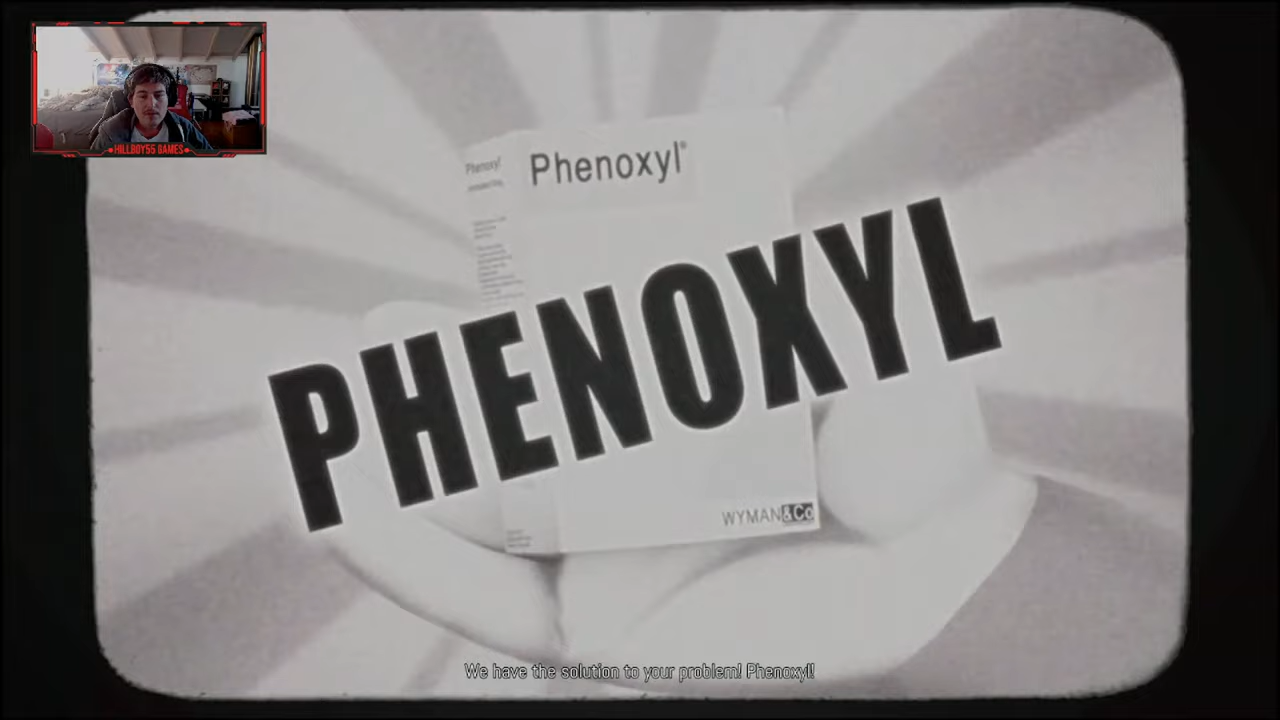 HILLBOY55 GAMES
Phenoxyl
Phenoxyl®
PHENOXYL
WYMAN&Co
We have the solution to your problem! Phenoxyl!